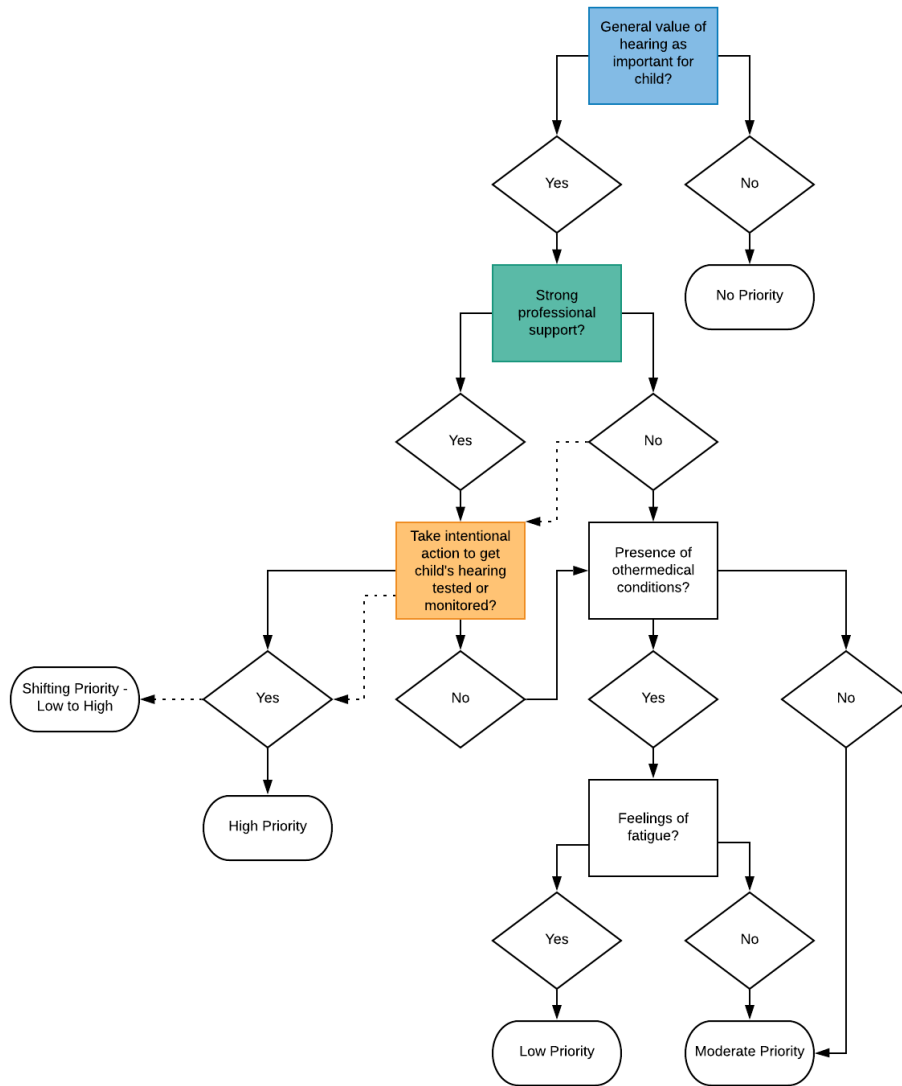 General value of
hearing as
important for
child?
Yes
No
Strong
professional
support?
No Priority
Yes
No
Take intentional
action to get
child's hearing
tested or
monitored?
Presence of
othermedical
conditions?
Shifting Priority -
Low to High
Yes
No
Yes
No
High Priority
Feelings of
fatigue?
Yes
No
Low Priority
Moderate Priority